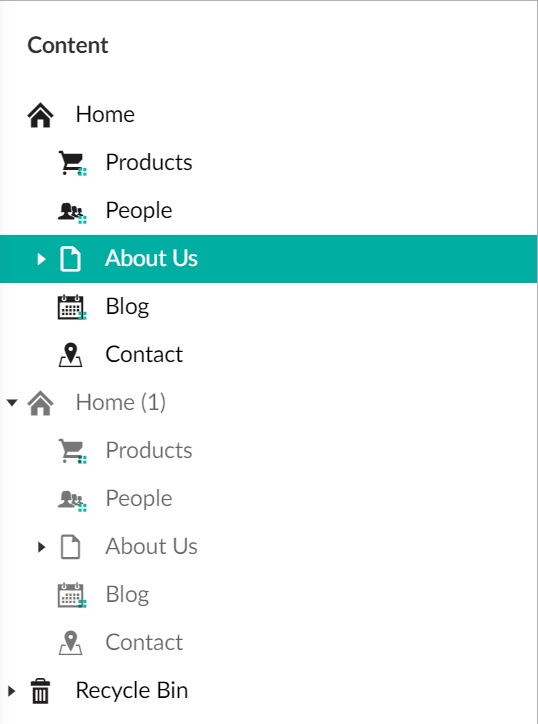 Content
Home
Products
People
About Us
Blog
Contact
Home (1)
Products
People
About Us
Blog
Contact
Recycle Bin